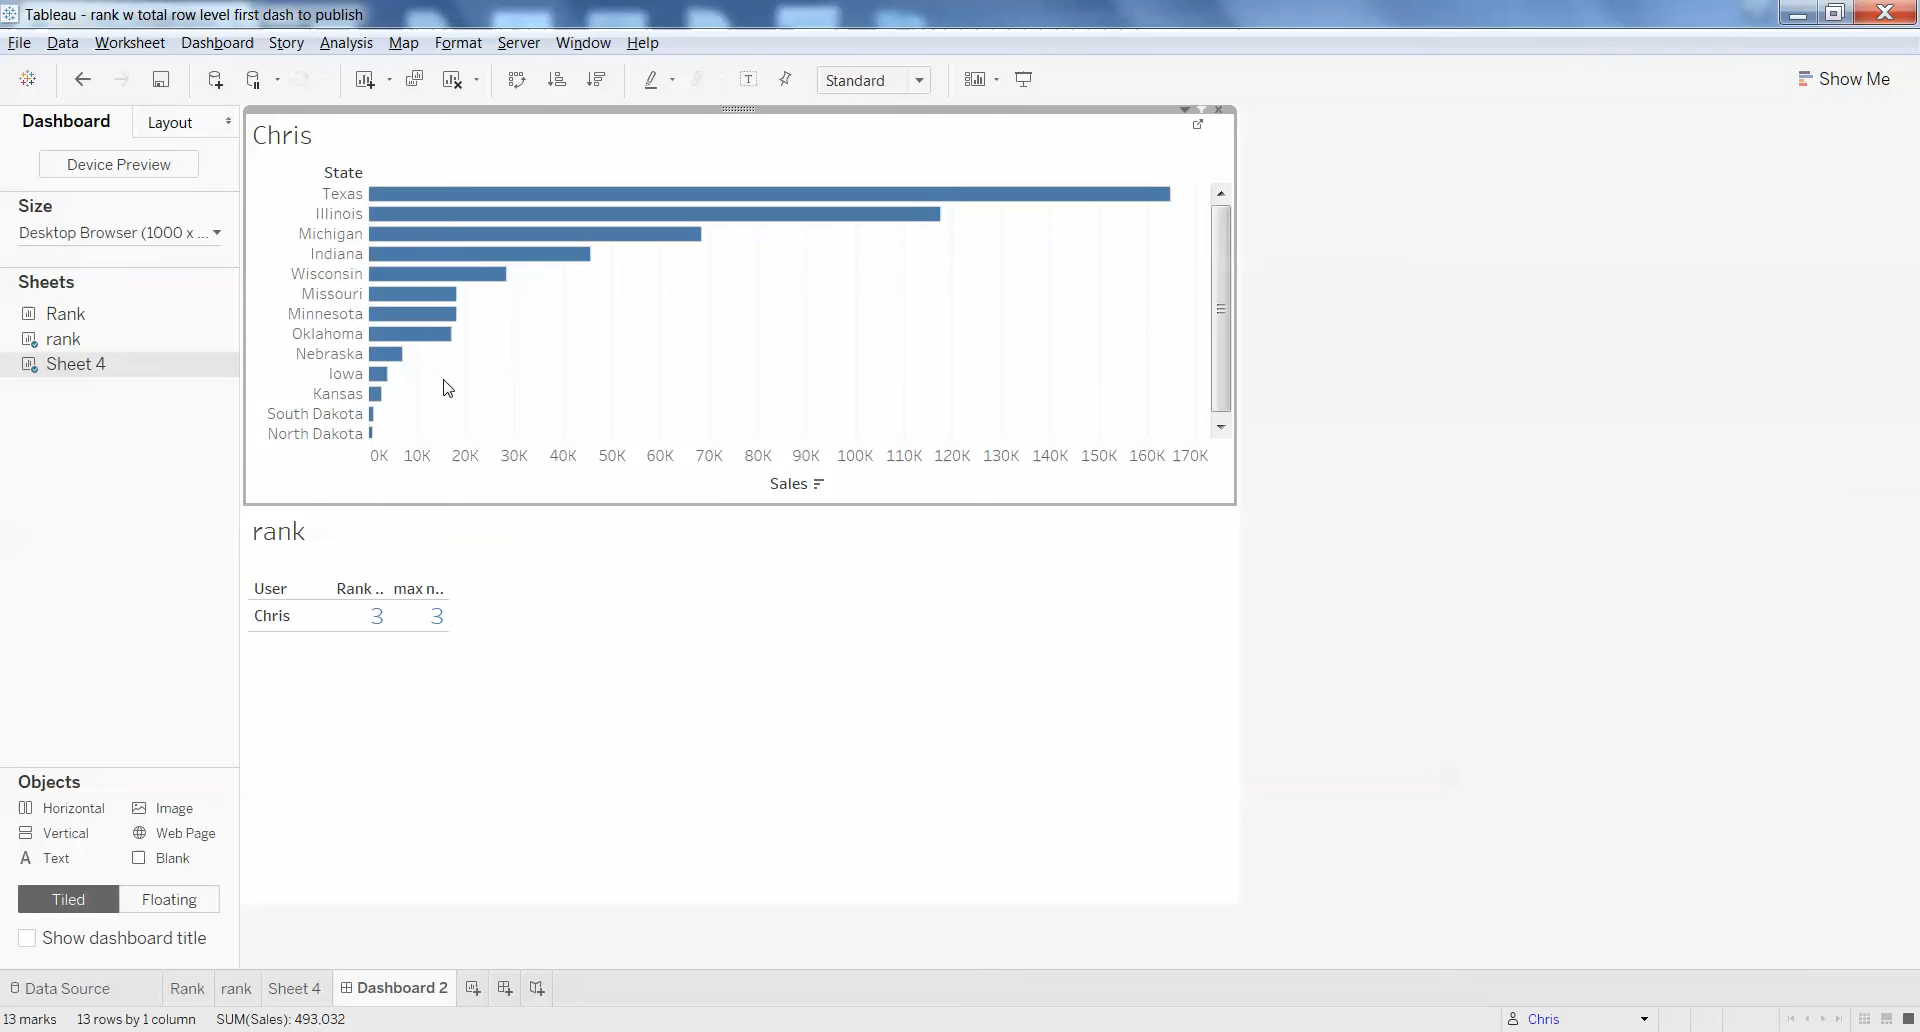 Tableau - rank w total row level first dash to publish
File Data Worksheet Dashboard Story Analysis Map Format Server Window Help
Standard
Show Me
Dashboard Layout
Device Preview
Size
Desktop Browser (1000 x ...
Sheets
Rank
rank
Sheet 4
Chris
State
Texas
Illinois
Michigan
Indiana
Wisconsin
Missouri
Minnesota
Oklahoma
Nebraska
Iowa
Kansas
South Dakota
North Dakota
0K 10K 20K 30K 40K 50K 60K 70K 80K 90K 100K 110K 120K 130K 140K 150K 160K 170K
Sales
rank
User Rank .. max n..
Chris 3 3
Objects
Horizontal Image
Vertical Web Page
A Text Blank
Tiled Floating
Show dashboard title
Data Source Rank rank Sheet 4 Dashboard 2
13 marks 13 rows by 1 column SUM(Sales): 493,032 Chris